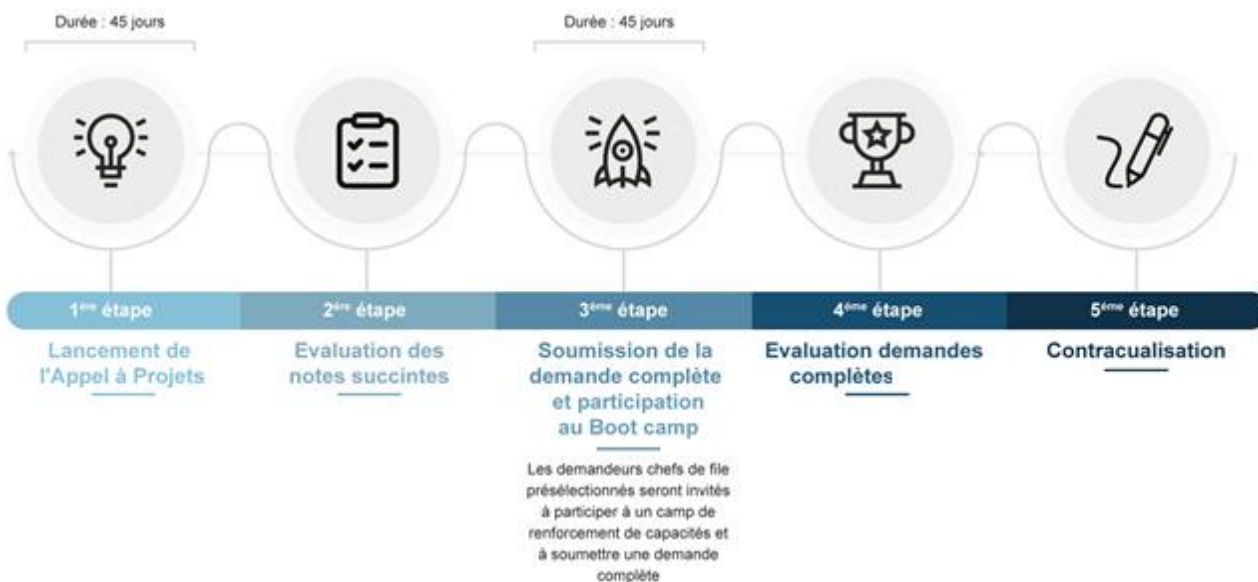 Durée : 45 jours
Durée : 45 jours
1ère étape
2ère étape
3ème étape
4ème étape
5ème étape
Lancement de
l'Appel à Projets
Evaluation des
notes succintes
Soumission de la
demande complète
et participation
au Boot camp
Les demandeurs chefs de file
présélectionnés seront invités
à participer à un camp de
renforcement de capacités et
à soumettre une demande
complète
Evaluation demandes
complètes
Contracualisation